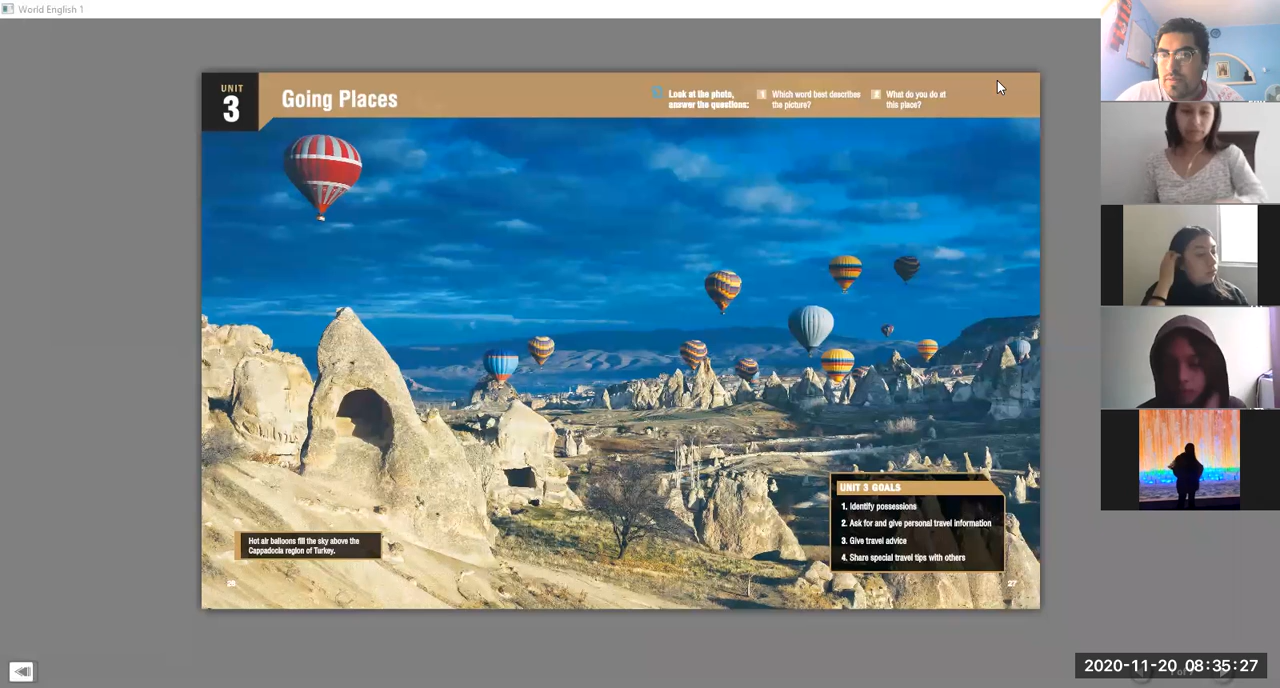 World English 1
UNIT
3
Going Places
Look at the photo,
answer the questions:
1 Which word best describes
the picture?
2 What do you do at
this place?
UNIT 3 GOALS
1. Identify possessions
2. Ask for and give personal travel information
3. Give travel advice
4. Share special travel tips with others
Hot air balloons fill the sky above the
Cappadocia region of Turkey.
26
27
2020-11-20 08:35:27